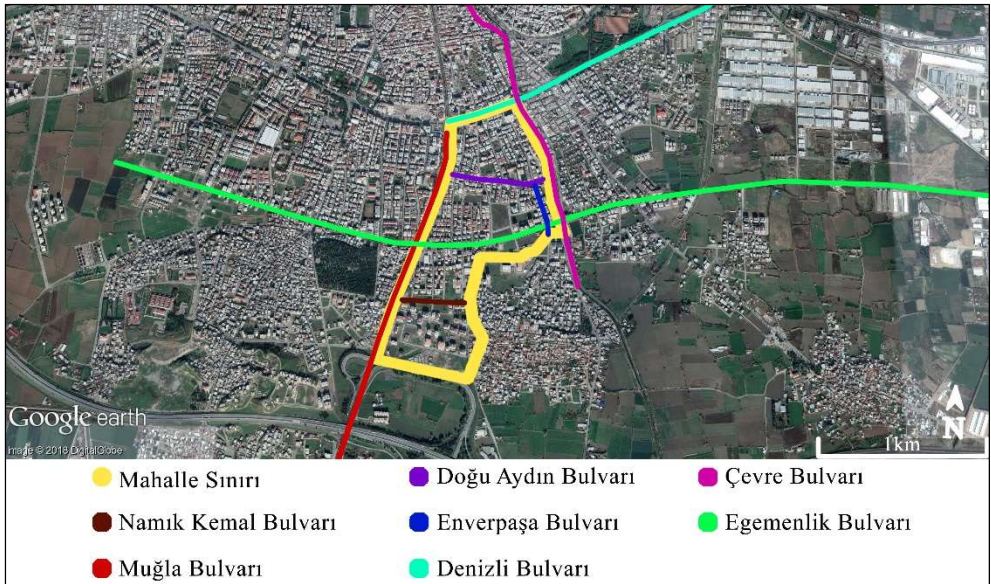 Google earth
Image © 2018 DigitalGlobe
N
1km
Mahalle Sınırı
Doğu Aydın Bulvarı
Çevre Bulvarı
Namık Kemal Bulvarı
Enverpaşa Bulvarı
Egemenlik Bulvarı
Muğla Bulvarı
Denizli Bulvarı